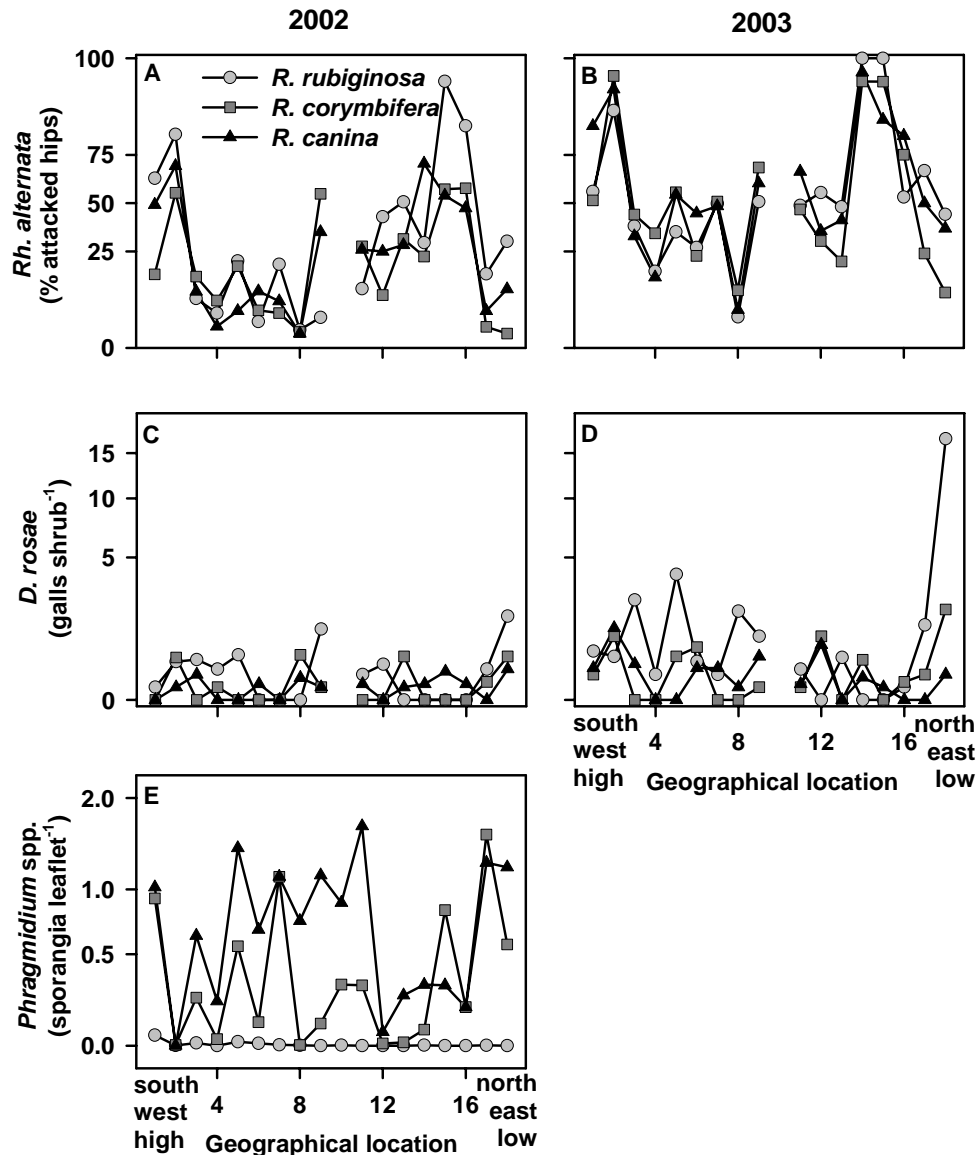 2002
2003
A
R. rubiginosa
R. corymbifera
R. canina
B
Rh. alternata
(% attacked hips)
100
75
50
25
0
C
D
D. rosae
(galls shrub⁻¹)
15
10
5
0
south
west
high
4
8
12
16
north
east
low
Geographical location
E
Phragmidium spp.
(sporangia leaflet⁻¹)
2.0
1.0
0.5
0.0
south
west
high
4
8
12
16
north
east
low
Geographical location